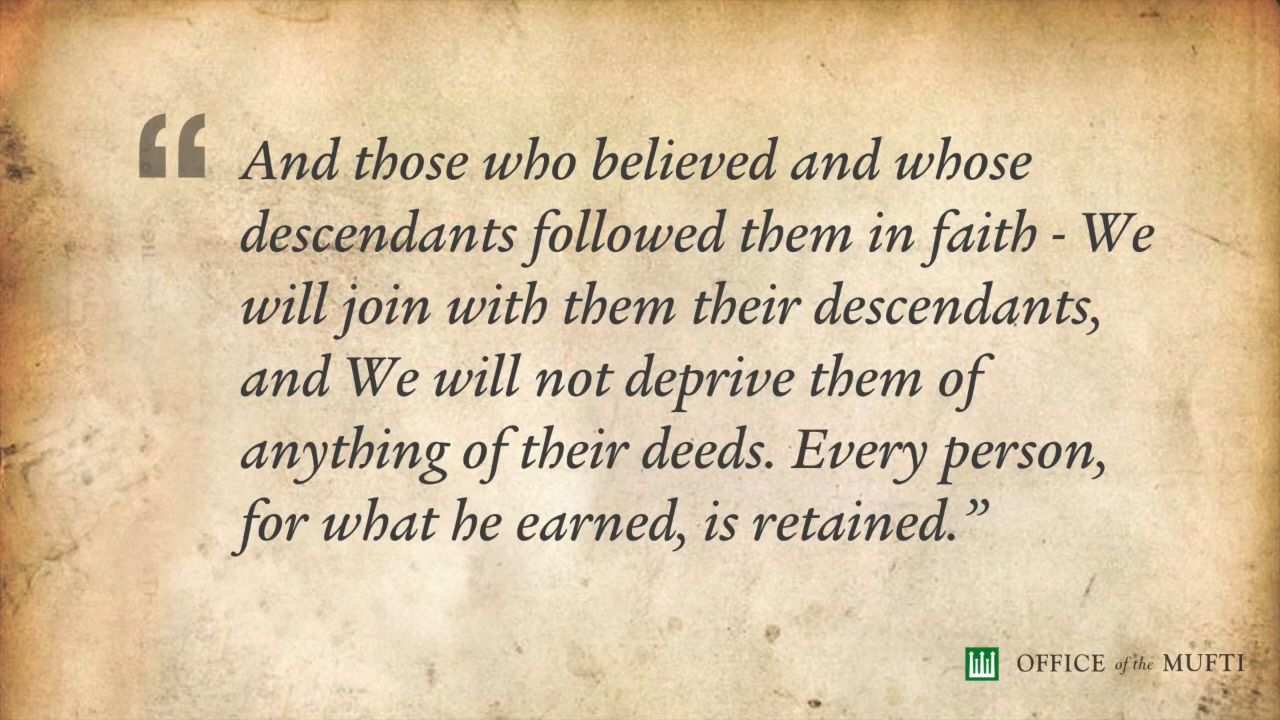 “ And those who believed and whose
descendants followed them in faith - We
will join with them their descendants,
and We will not deprive them of
anything of their deeds. Every person,
for what he earned, is retained.”
OFFICE of the MUFTI